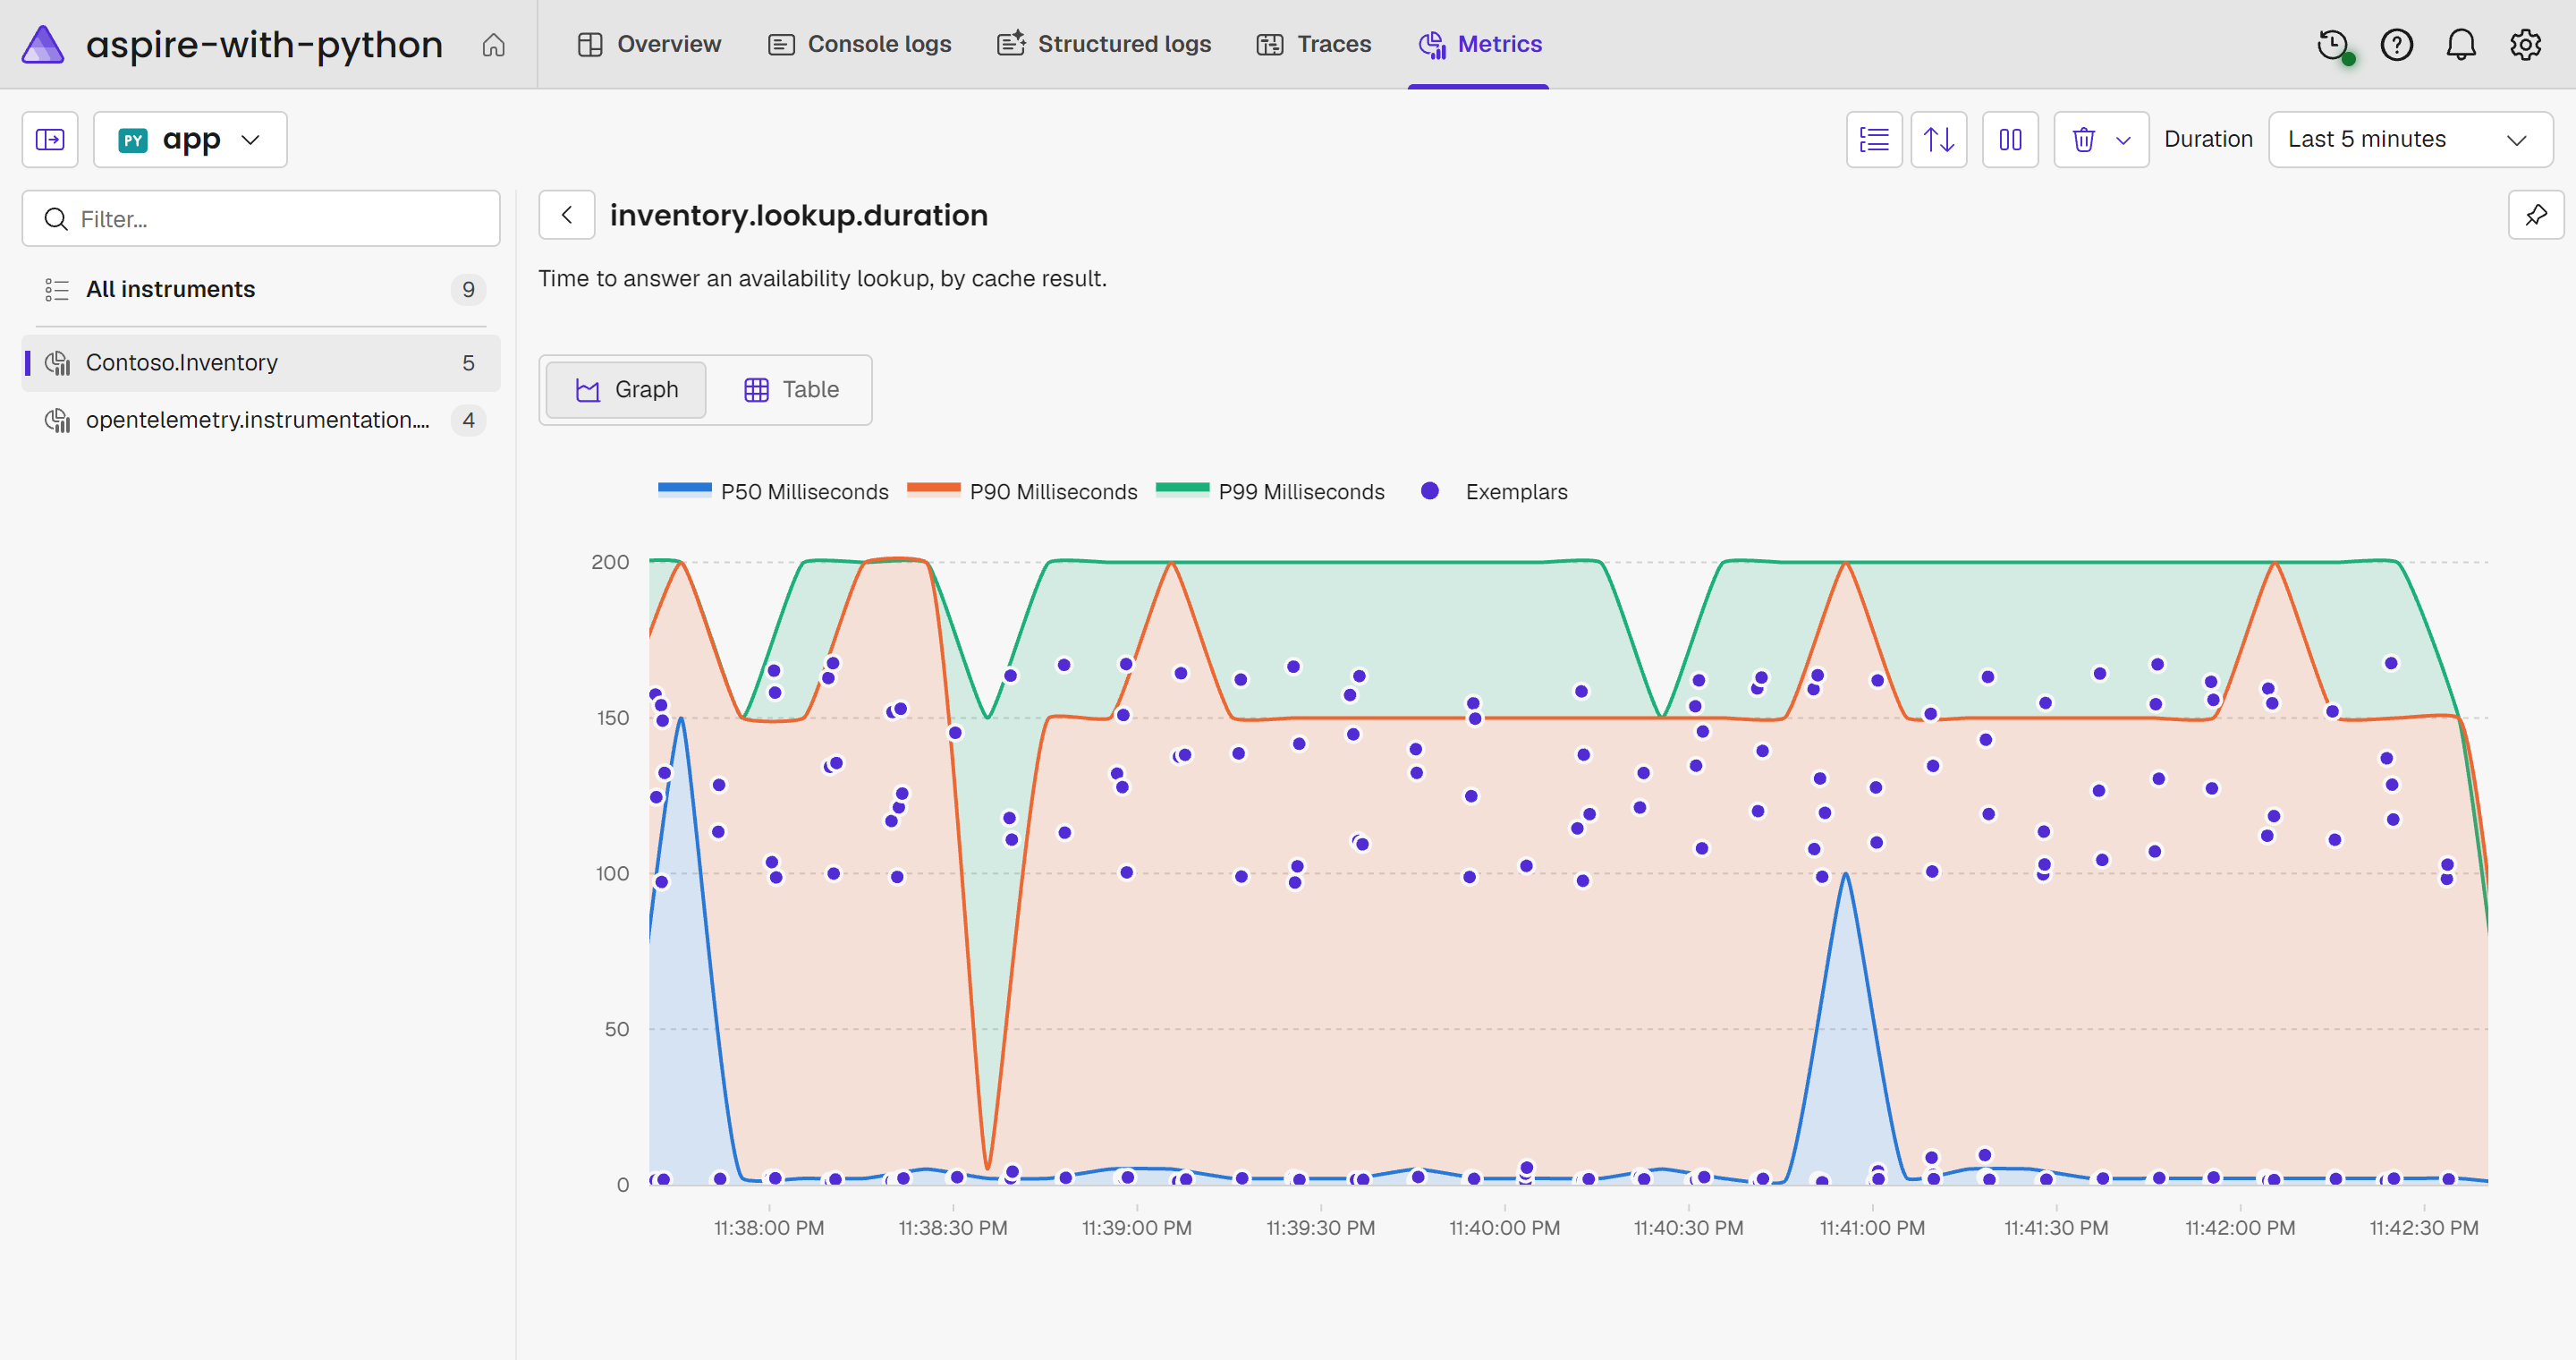 aspire-with-python
Overview
Console logs
Structured logs
Traces
Metrics
PY app
Duration
Last 5 minutes
Filter...
All instruments 9
Contoso.Inventory 5
opentelemetry.instrumentation.... 4
inventory.lookup.duration
Time to answer an availability lookup, by cache result.
Graph
Table
P50 Milliseconds
P90 Milliseconds
P99 Milliseconds
Exemplars
200
150
100
50
0
11:38:00 PM
11:38:30 PM
11:39:00 PM
11:39:30 PM
11:40:00 PM
11:40:30 PM
11:41:00 PM
11:41:30 PM
11:42:00 PM
11:42:30 PM